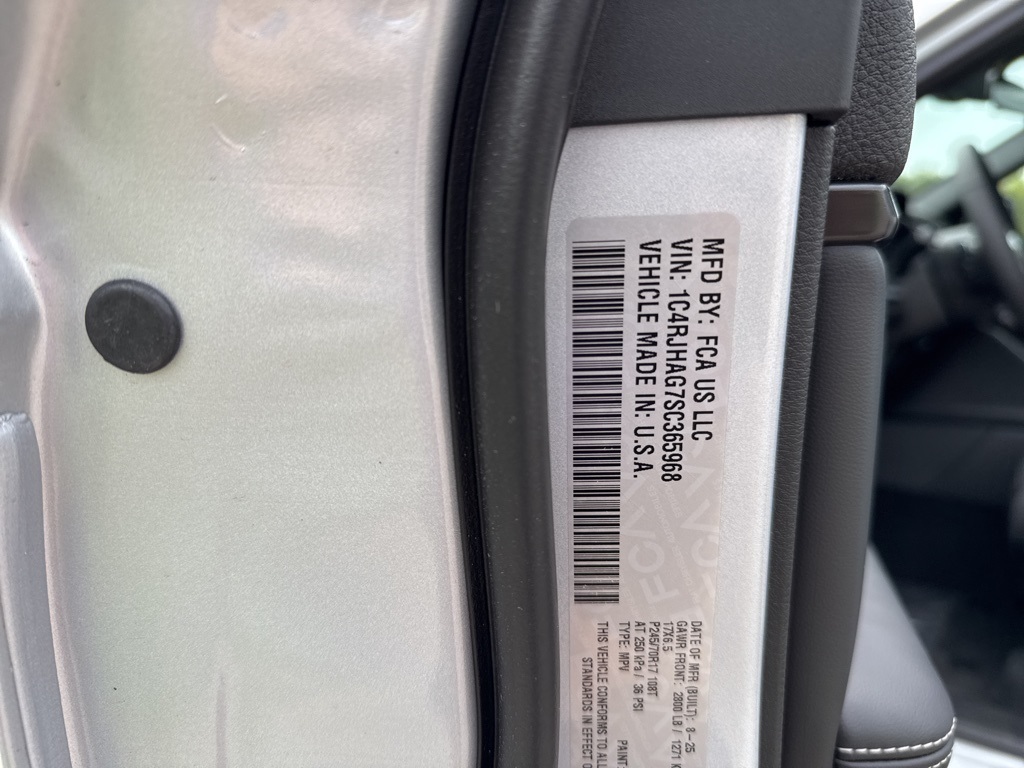 MFD BY: FCA US LLC
VIN: 1C4RJHAG7SC365968
VEHICLE MADE IN: U.S.A.
DATE OF MFR (BUILT): 8-25
GAWR FRONT: 2800 LB / 1271 K
17X6.5
P245/70R17 108T
AT 250 kPa / 36 PSI
TYPE: MPV PAINT:
THIS VEHICLE CONFORMS TO ALL
STANDARDS IN EFFECT O